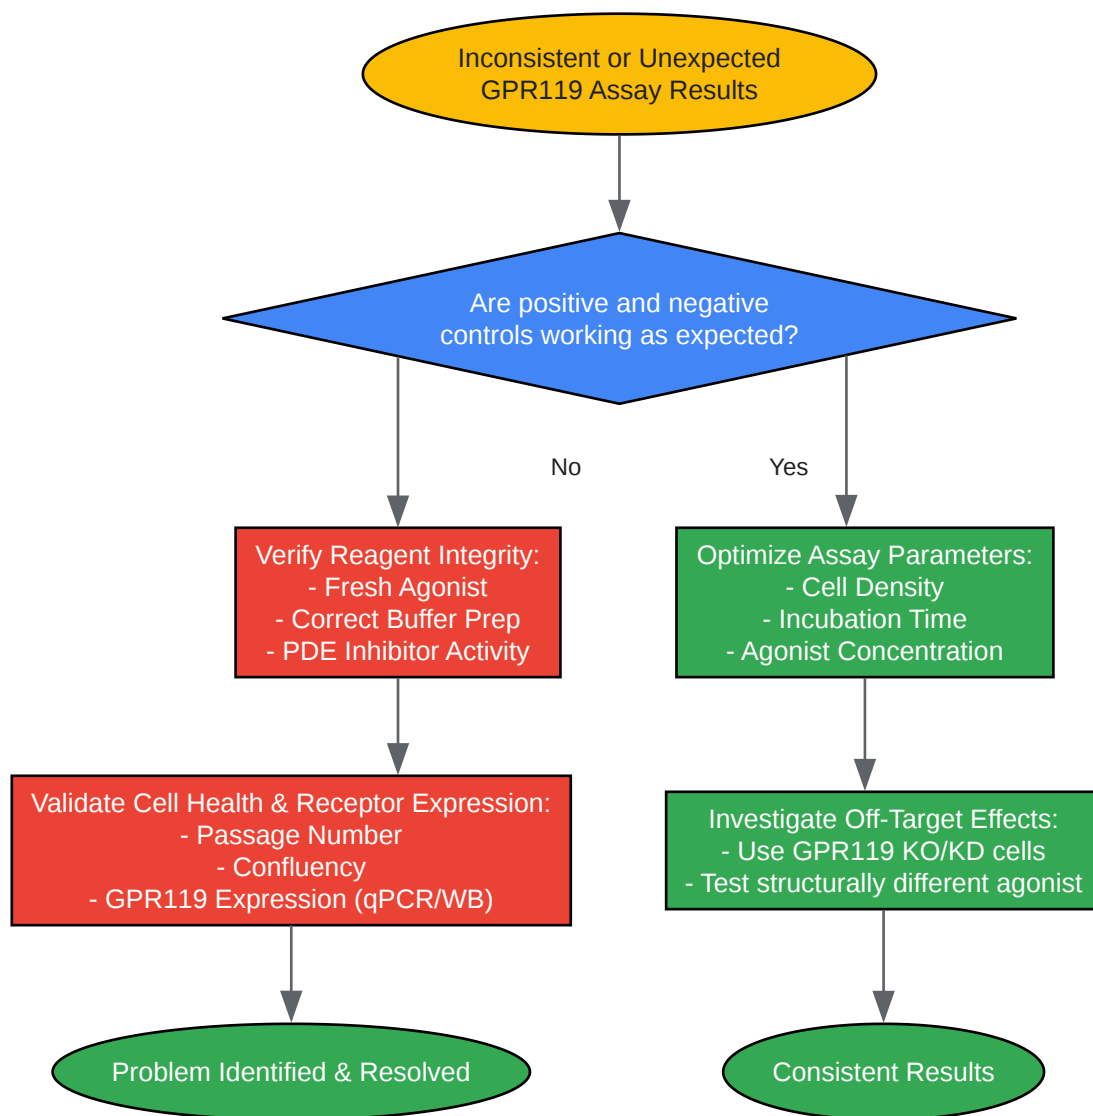 Inconsistent or Unexpected
GPR119 Assay Results
Are positive and negative
controls working as expected?
No
Yes
Verify Reagent Integrity:
- Fresh Agonist
- Correct Buffer Prep
- PDE Inhibitor Activity
Optimize Assay Parameters:
- Cell Density
- Incubation Time
- Agonist Concentration
Validate Cell Health & Receptor Expression:
- Passage Number
- Confluency
- GPR119 Expression (qPCR/WB)
Investigate Off-Target Effects:
- Use GPR119 KO/KD cells
- Test structurally different agonist
Problem Identified & Resolved
Consistent Results